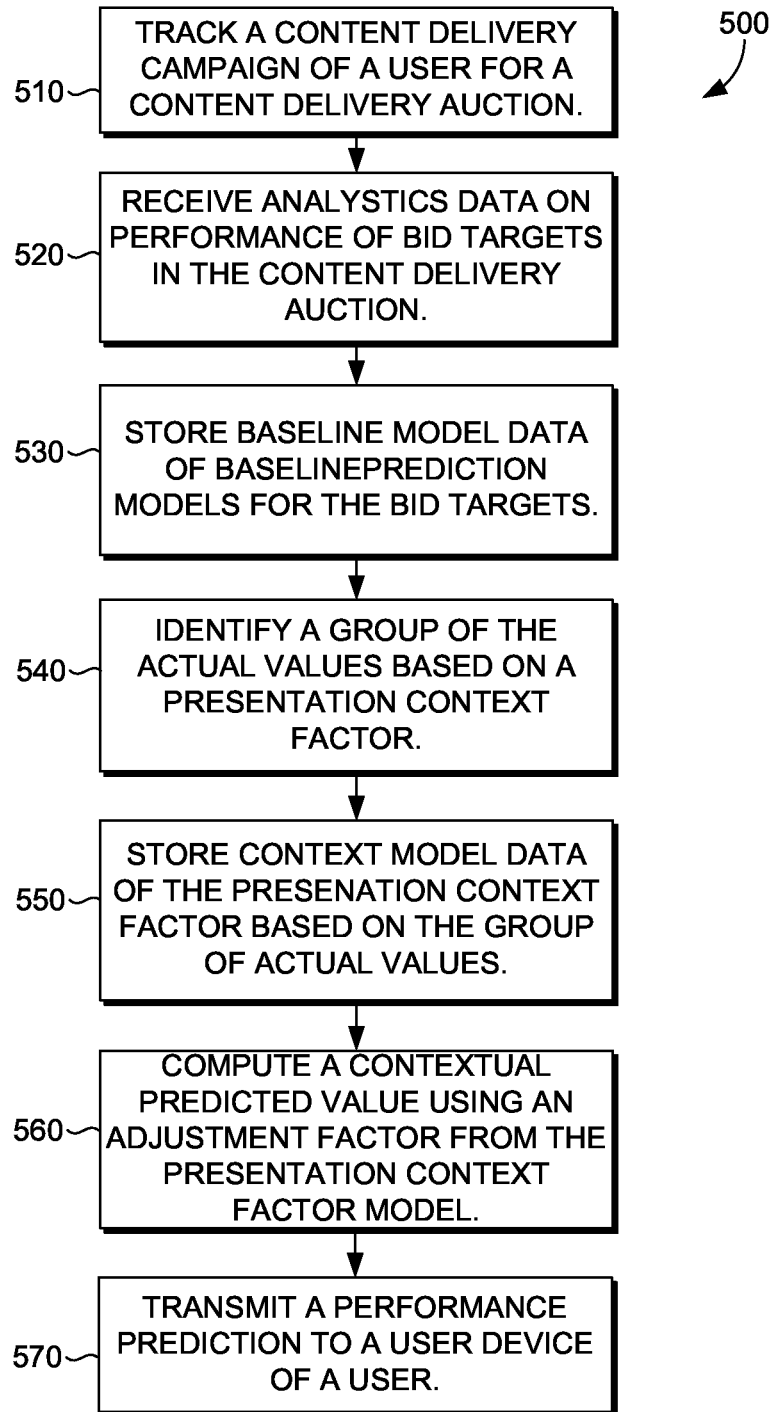 500
510
TRACK A CONTENT DELIVERY
CAMPAIGN OF A USER FOR A
CONTENT DELIVERY AUCTION.
520
RECEIVE ANALYSTICS DATA ON
PERFORMANCE OF BID TARGETS
IN THE CONTENT DELIVERY
AUCTION.
530
STORE BASELINE MODEL DATA
OF BASELINEPREDICTION
MODELS FOR THE BID TARGETS.
540
IDENTIFY A GROUP OF THE
ACTUAL VALUES BASED ON A
PRESENTATION CONTEXT
FACTOR.
550
STORE CONTEXT MODEL DATA
OF THE PRESENATION CONTEXT
FACTOR BASED ON THE GROUP
OF ACTUAL VALUES.
560
COMPUTE A CONTEXTUAL
PREDICTED VALUE USING AN
ADJUSTMENT FACTOR FROM THE
PRESENTATION CONTEXT
FACTOR MODEL.
570
TRANSMIT A PERFORMANCE
PREDICTION TO A USER DEVICE
OF A USER.